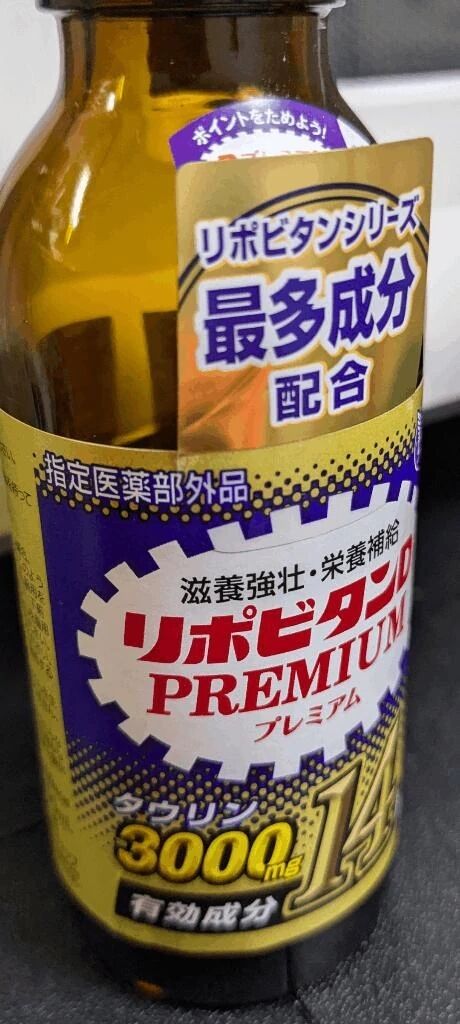 ポイントをためよう!
リポビタンシリーズ
最多成分
配合
指定医薬部外品
滋養強壮・栄養補給
リポビタンD
PREMIUM
プレミアム
タウリン
3000mg
14
有効成分